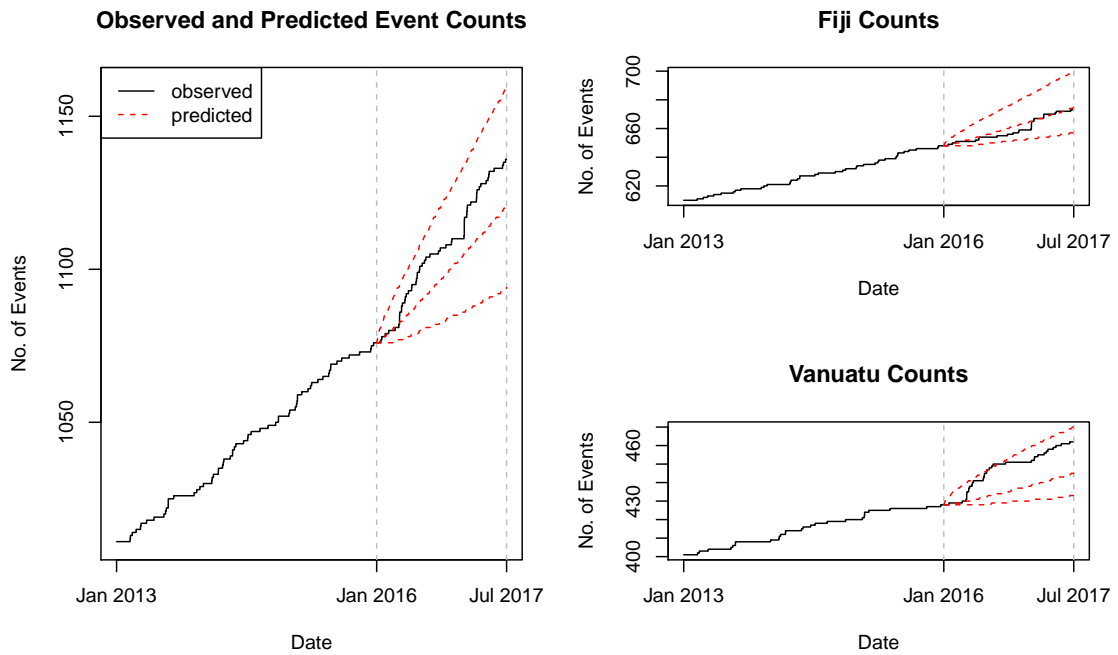 Observed and Predicted Event Counts
observed
predicted
1150
1100
1050
No. of Events
Jan 2013
Jan 2016
Jul 2017
Date
Fiji Counts
700
660
620
No. of Events
Jan 2013
Jan 2016
Jul 2017
Date
Vanuatu Counts
460
430
400
No. of Events
Jan 2013
Jan 2016
Jul 2017
Date